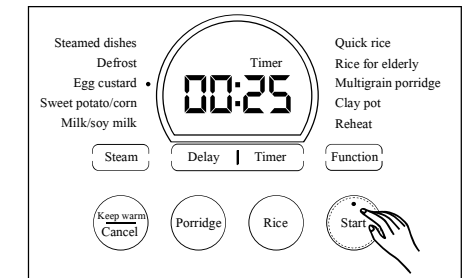 Steamed dishes
Defrost
Egg custard
Sweet potato/corn
Milk/soy milk
Timer
00:25
Quick rice
Rice for elderly
Multigrain porridge
Clay pot
Reheat
Steam
Delay | Timer
Function
Keep warm
Cancel
Porridge
Rice
Start